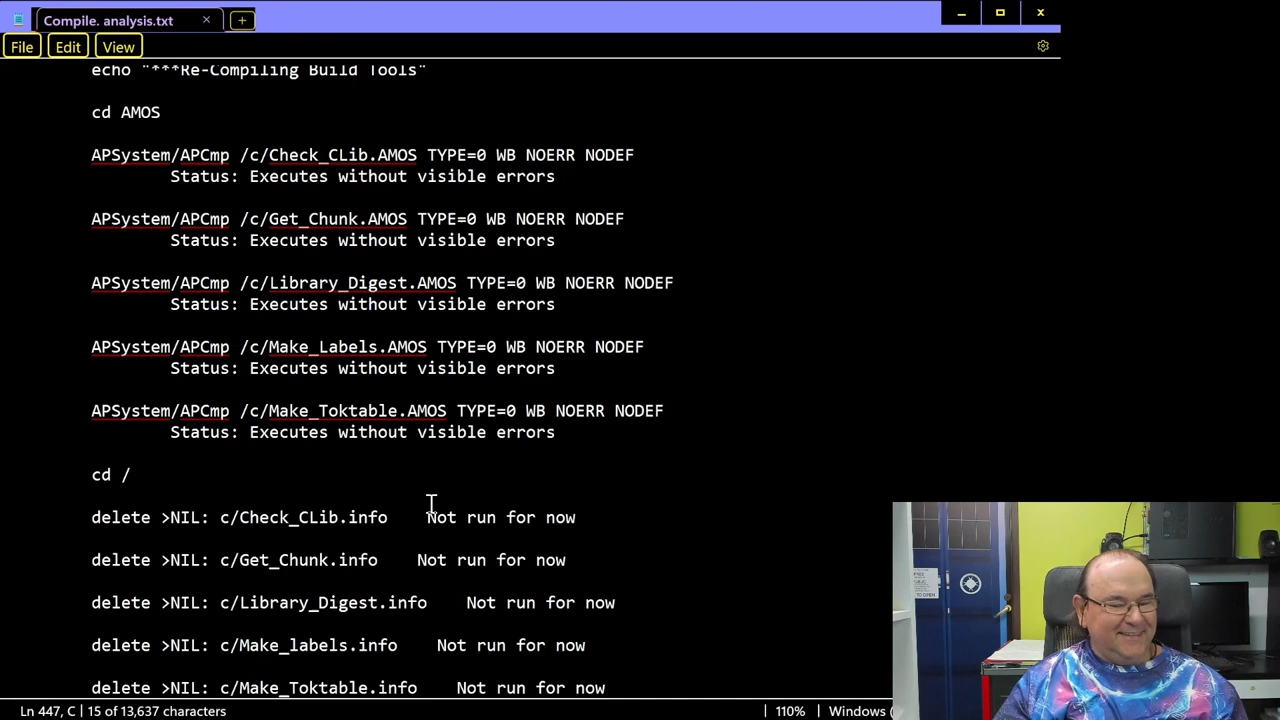 Compile. analysis.txt
File Edit View
echo "***Re-Compiling Build Tools"
cd AMOS
APSystem/APCmp /c/Check_CLib.AMOS TYPE=0 WB NOERR NODEF
Status: Executes without visible errors
APSystem/APCmp /c/Get_Chunk.AMOS TYPE=0 WB NOERR NODEF
Status: Executes without visible errors
APSystem/APCmp /c/Library_Digest.AMOS TYPE=0 WB NOERR NODEF
Status: Executes without visible errors
APSystem/APCmp /c/Make_Labels.AMOS TYPE=0 WB NOERR NODEF
Status: Executes without visible errors
APSystem/APCmp /c/Make_Toktable.AMOS TYPE=0 WB NOERR NODEF
Status: Executes without visible errors
cd /
delete >NIL: c/Check_CLib.info Not run for now
delete >NIL: c/Get_Chunk.info Not run for now
delete >NIL: c/Library_Digest.info Not run for now
delete >NIL: c/Make_labels.info Not run for now
delete >NIL: c/Make_Toktable.info Not run for now
Ln 447, C | 15 of 13,637 characters | 110% | Windows (
FREE
TO OPEN